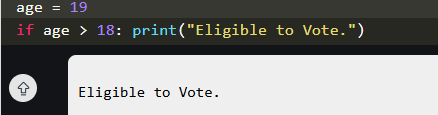 age = 19
if age > 18: print("Eligible to Vote.")
Eligible to Vote.